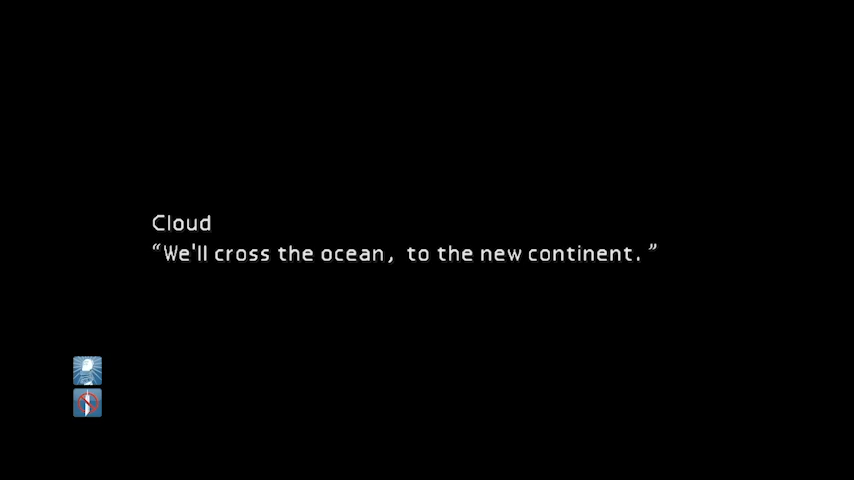 Cloud
“We'll cross the ocean, to the new continent.”